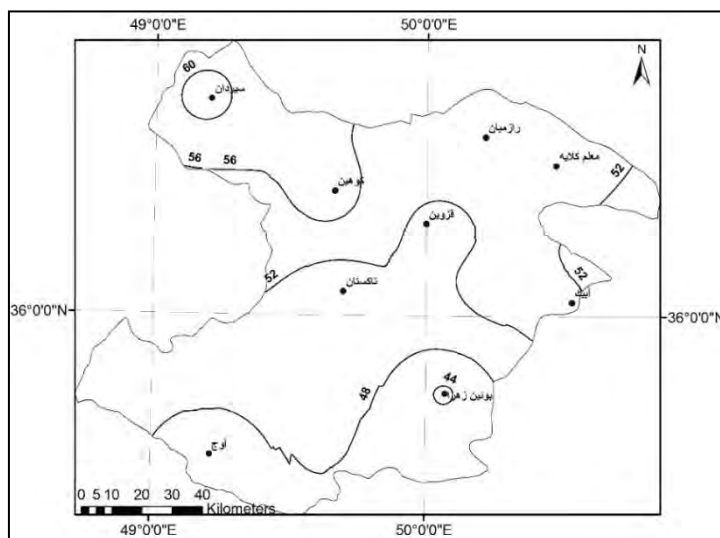 49°0'0"E 50°0'0"E
N
60
سیردان
رازمیان
معلم کلایه
52
56 56
کوهین
قزوین
52
52
تاکستان
آبیک
36°0'0"N 36°0'0"N
44
48
بوئین زهرا
آوج
0 5 10 20 30 40
Kilometers
49°0'0"E 50°0'0"E